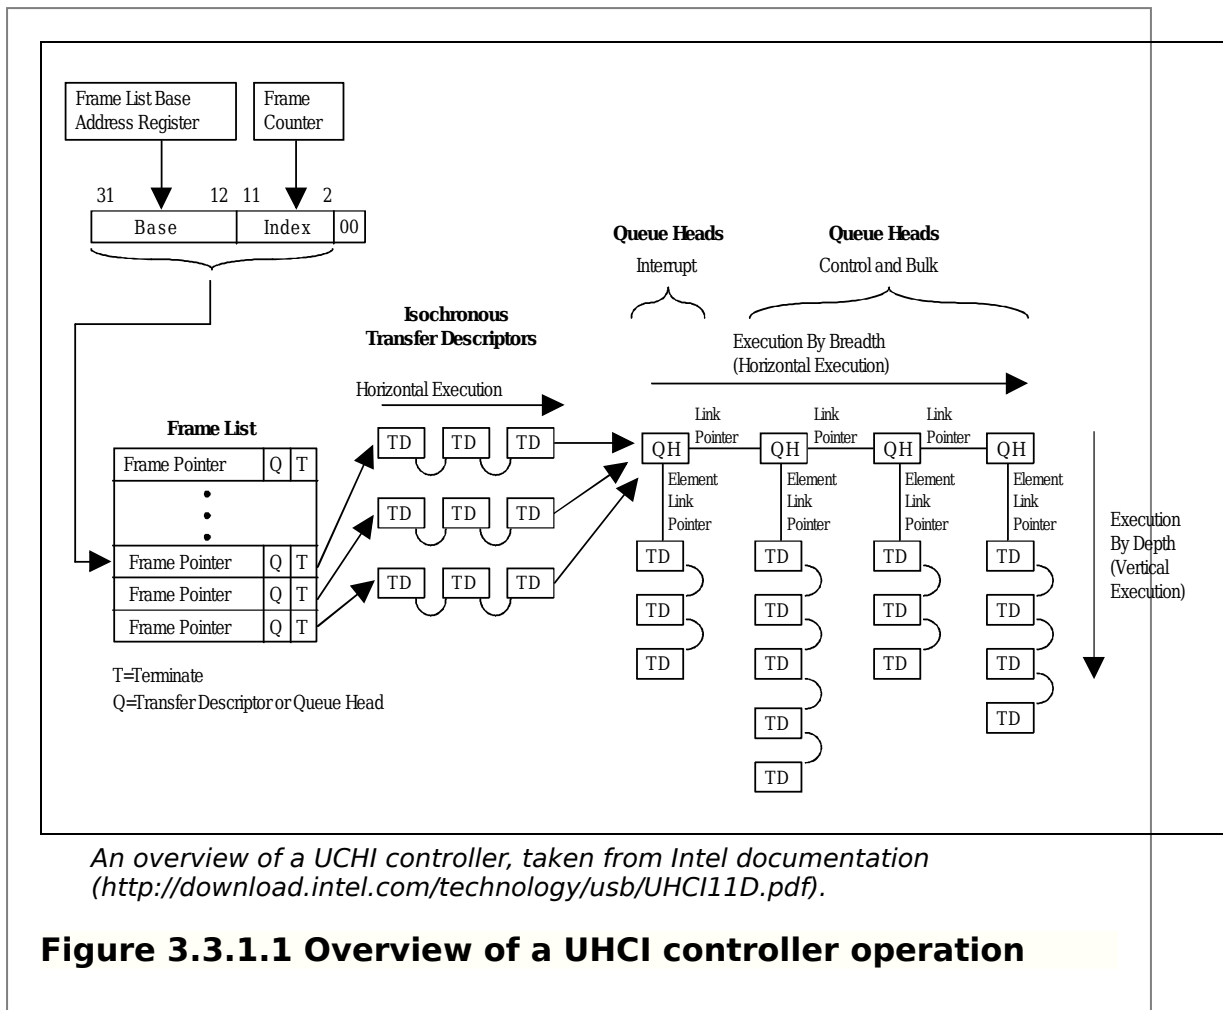 Frame List Base
Address Register
Frame
Counter
31 12 11 2
Base Index 00
Queue Heads
Interrupt
Queue Heads
Control and Bulk
Isochronous
Transfer Descriptors
Execution By Breadth
(Horizontal Execution)
Horizontal Execution
Frame List
Frame Pointer Q T
Frame Pointer Q T
Frame Pointer Q T
Frame Pointer Q T
T=Terminate
Q=Transfer Descriptor or Queue Head
TD TD TD
TD TD TD
TD TD TD
Link
Pointer
Link
Pointer
Link
Pointer
QH QH QH QH
Element
Link
Pointer
Element
Link
Pointer
Element
Link
Pointer
Element
Link
Pointer
TD TD TD TD
TD TD TD TD
TD TD TD TD
TD TD
TD
Execution
By Depth
(Vertical
Execution)
An overview of a UCHI controller, taken from Intel documentation
(http://download.intel.com/technology/usb/UHCI11D.pdf).
Figure 3.3.1.1 Overview of a UHCI controller operation